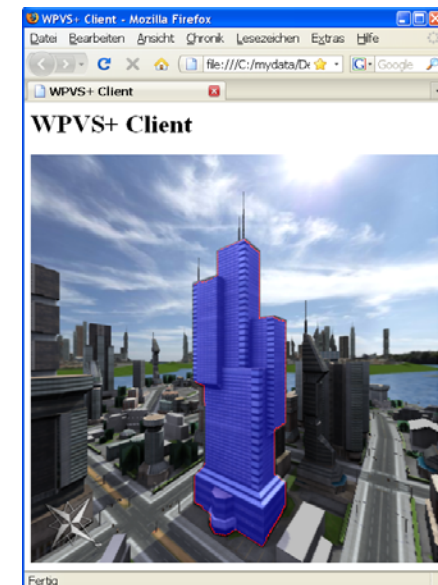 WPVS+ Client - Mozilla Firefox
Datei Bearbeiten Ansicht Chronik Lesezeichen Extras Hilfe
file:///C:/mydata/De G Google
WPVS+ Client
WPVS+ Client
Fertig